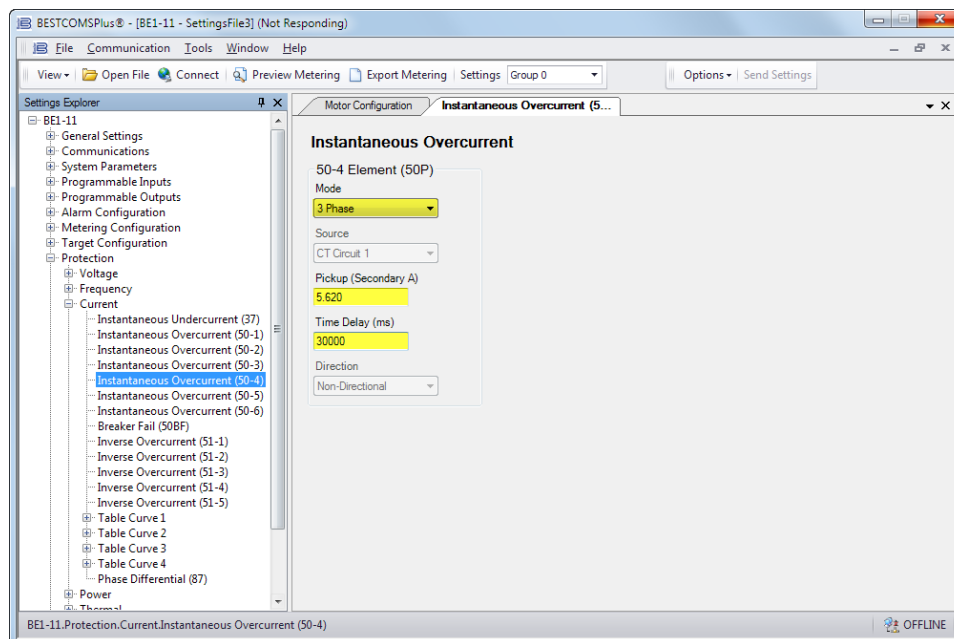 BESTCOMSPlus® - [BE1-11 - SettingsFile3] (Not Responding)
File Communication Tools Window Help
View Open File Connect Preview Metering Export Metering Settings Group 0 Options Send Settings
Settings Explorer
BE1-11
General Settings
Communications
System Parameters
Programmable Inputs
Programmable Outputs
Alarm Configuration
Metering Configuration
Target Configuration
Protection
Voltage
Frequency
Current
Instantaneous Undercurrent (37)
Instantaneous Overcurrent (50-1)
Instantaneous Overcurrent (50-2)
Instantaneous Overcurrent (50-3)
Instantaneous Overcurrent (50-4)
Instantaneous Overcurrent (50-5)
Instantaneous Overcurrent (50-6)
Breaker Fail (50BF)
Inverse Overcurrent (51-1)
Inverse Overcurrent (51-2)
Inverse Overcurrent (51-3)
Inverse Overcurrent (51-4)
Inverse Overcurrent (51-5)
Table Curve 1
Table Curve 2
Table Curve 3
Table Curve 4
Phase Differential (87)
Power
Thermal
Motor Configuration
Instantaneous Overcurrent (5...
Instantaneous Overcurrent
50-4 Element (50P)
Mode
3 Phase
Source
CT Circuit 1
Pickup (Secondary A)
5.620
Time Delay (ms)
30000
Direction
Non-Directional
BE1-11.Protection.Current.Instantaneous Overcurrent (50-4)
OFFLINE